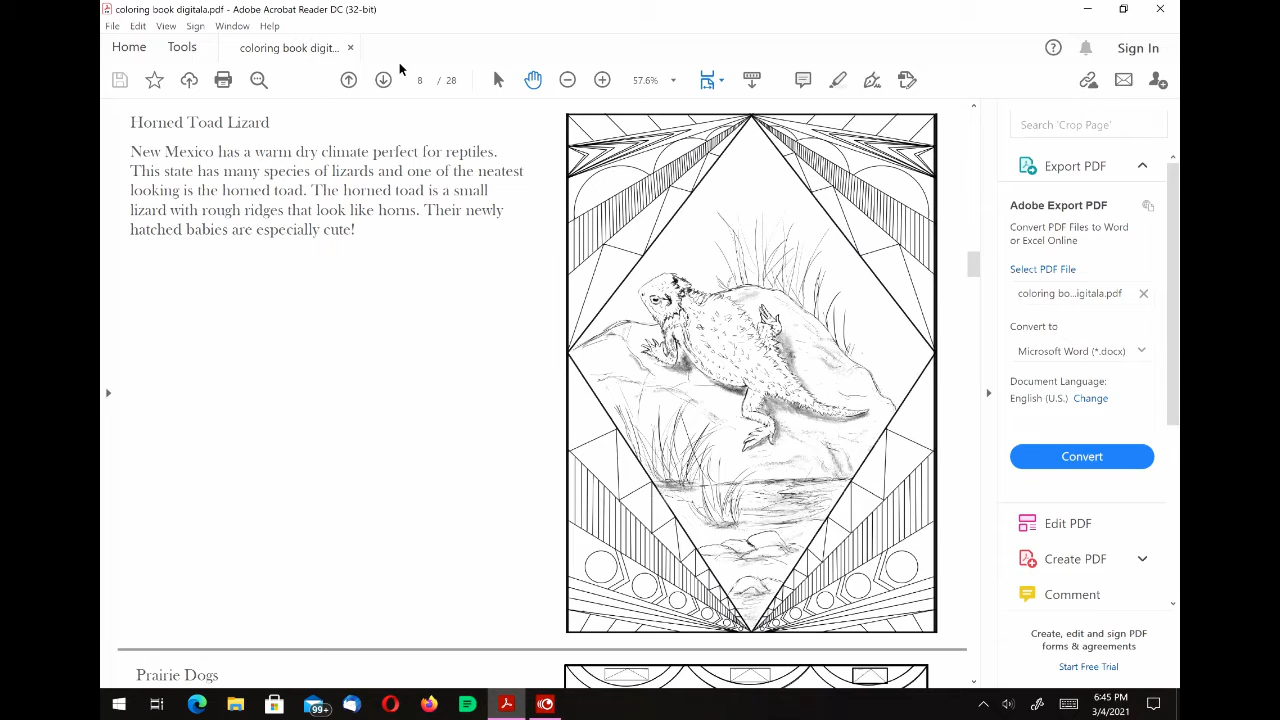 coloring book digitala.pdf - Adobe Acrobat Reader DC (32-bit)
File Edit View Sign Window Help
Home Tools coloring book digit... × Sign In
8 / 28 57.6%
Horned Toad Lizard
New Mexico has a warm dry climate perfect for reptiles.
This state has many species of lizards and one of the neatest
looking is the horned toad. The horned toad is a small
lizard with rough ridges that look like horns. Their newly
hatched babies are especially cute!
Prairie Dogs
Search 'Crop Page'
Export PDF
Adobe Export PDF
Convert PDF Files to Word
or Excel Online
Select PDF File
coloring bo...igitala.pdf
Convert to
Microsoft Word (*.docx)
Document Language:
English (U.S.) Change
Convert
Edit PDF
Create PDF
Comment
Create, edit and sign PDF
forms & agreements
Start Free Trial
99+
6:45 PM
3/4/2021